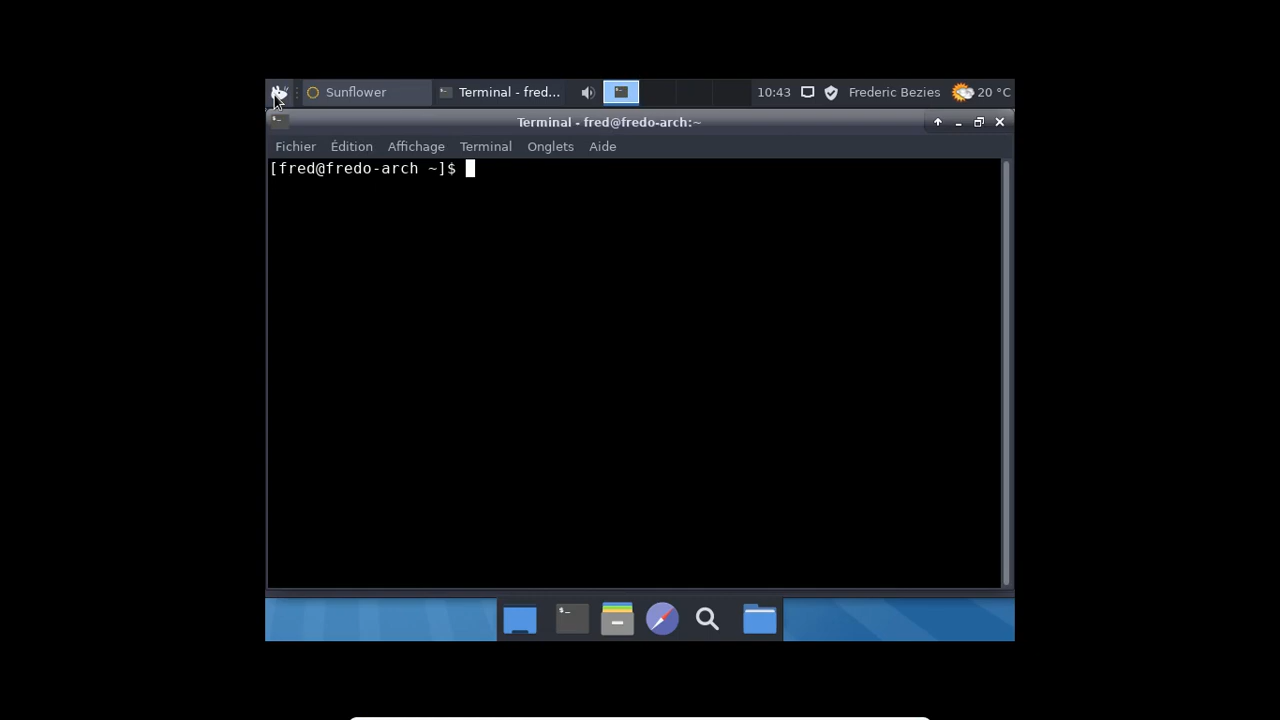 Sunflower Terminal - fred... 10:43 Frederic Bezies 20 °C
Terminal - fred@fredo-arch:~
Fichier Édition Affichage Terminal Onglets Aide
[fred@fredo-arch ~]$